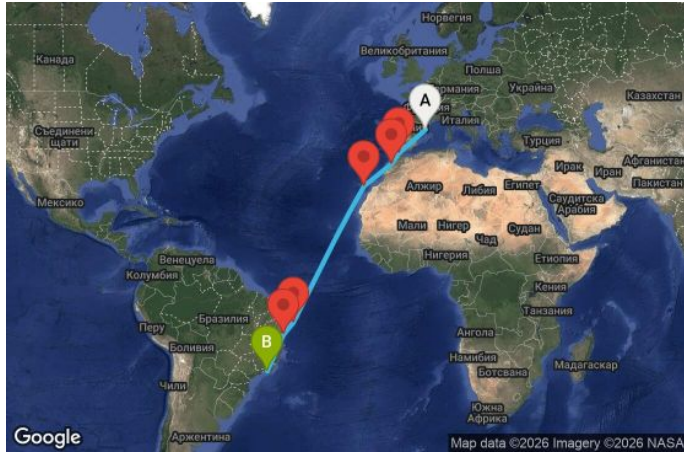 Норвегия
Канада
Великобритания
Полша
A
Германия
Украйна
Казахстан
Италия
Съединени
щати
Турция
Афганистан
Ирак
Иран
Мексико
Алжир
Либия
Египет
Пакистан
Саудитска
Арабия
Мали
Нигер
Судан
Чад
Венецуела
Нигерия
Етиопия
Колумбия
Кения
Бразилия
Танзания
Перу
Ангола
B
Боливия
Намибия
Мадагаскар
Ботсвана
Чили
Южна
Африка
Аржентина
Google
Map data ©2026 Imagery ©2026 NASA